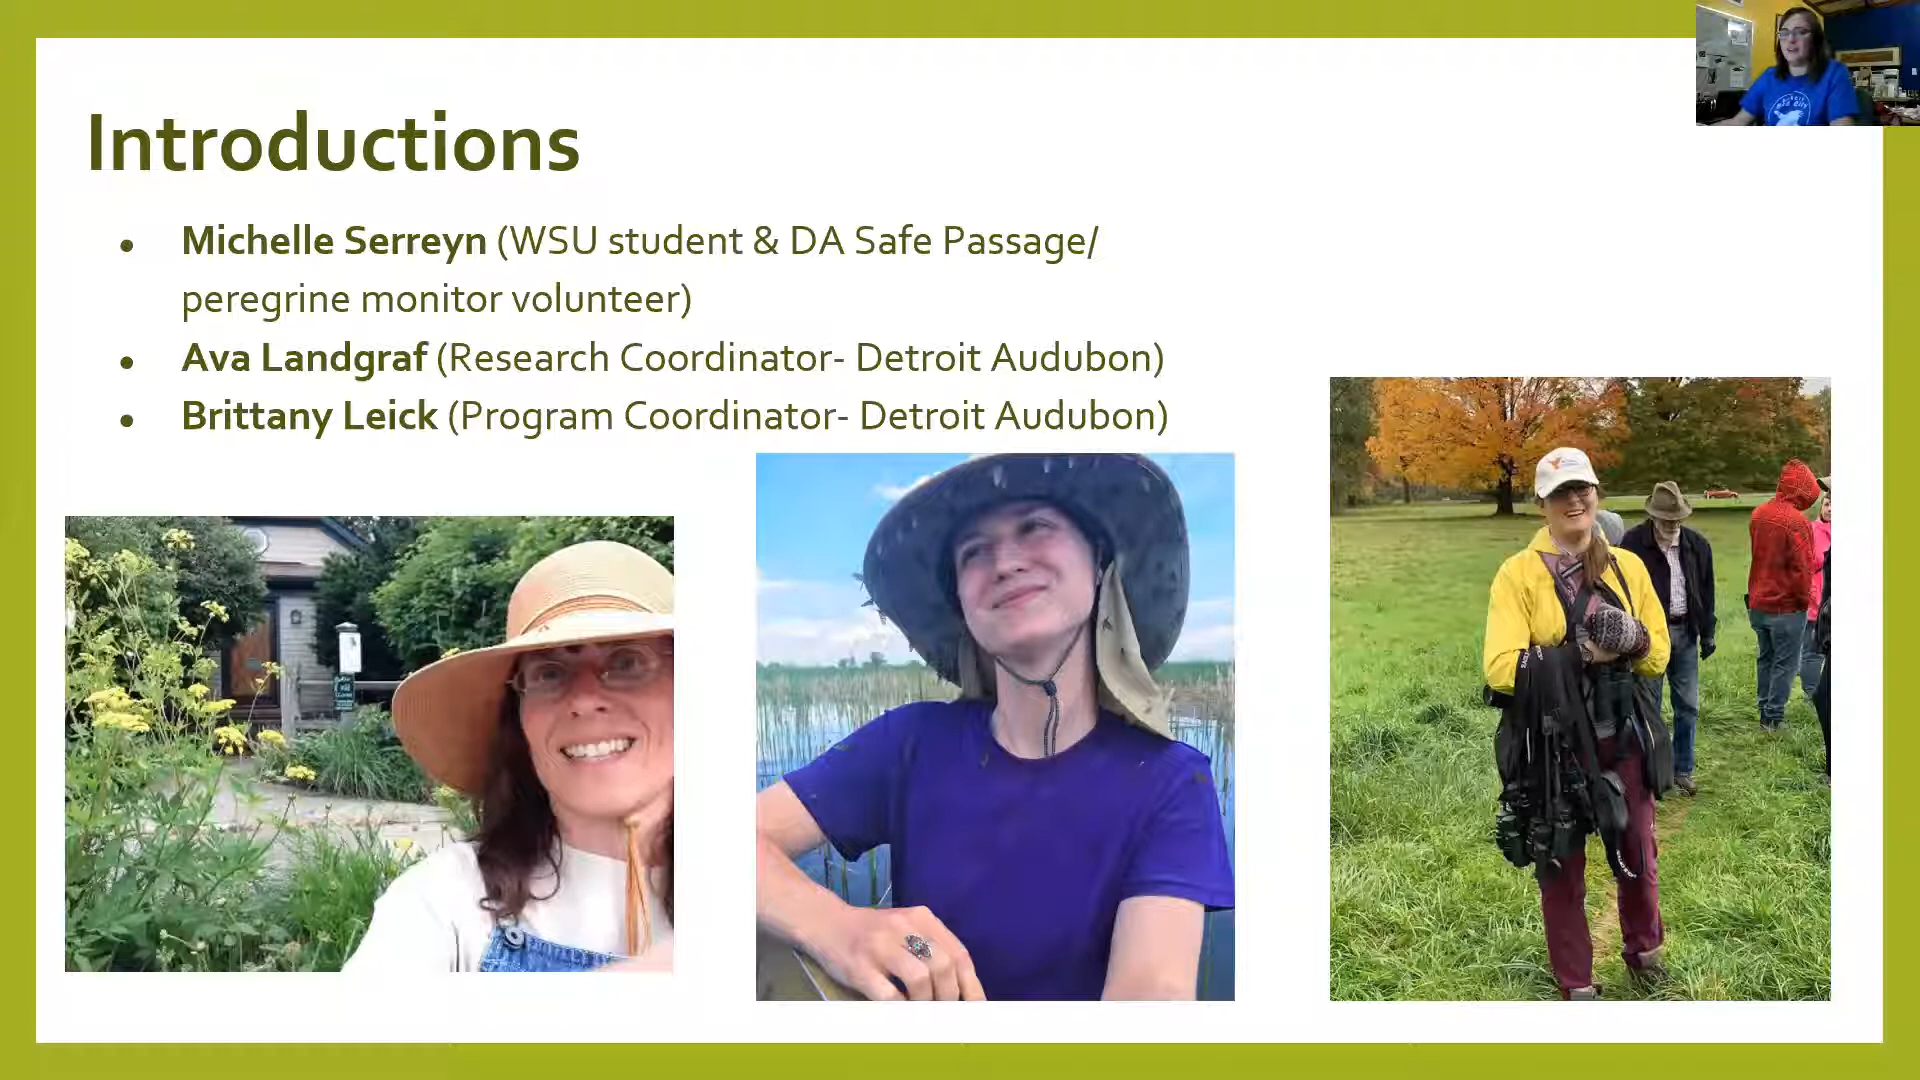 Introductions
• Michelle Serreyn (WSU student & DA Safe Passage/
peregrine monitor volunteer)
• Ava Landgraf (Research Coordinator- Detroit Audubon)
• Brittany Leick (Program Coordinator- Detroit Audubon)